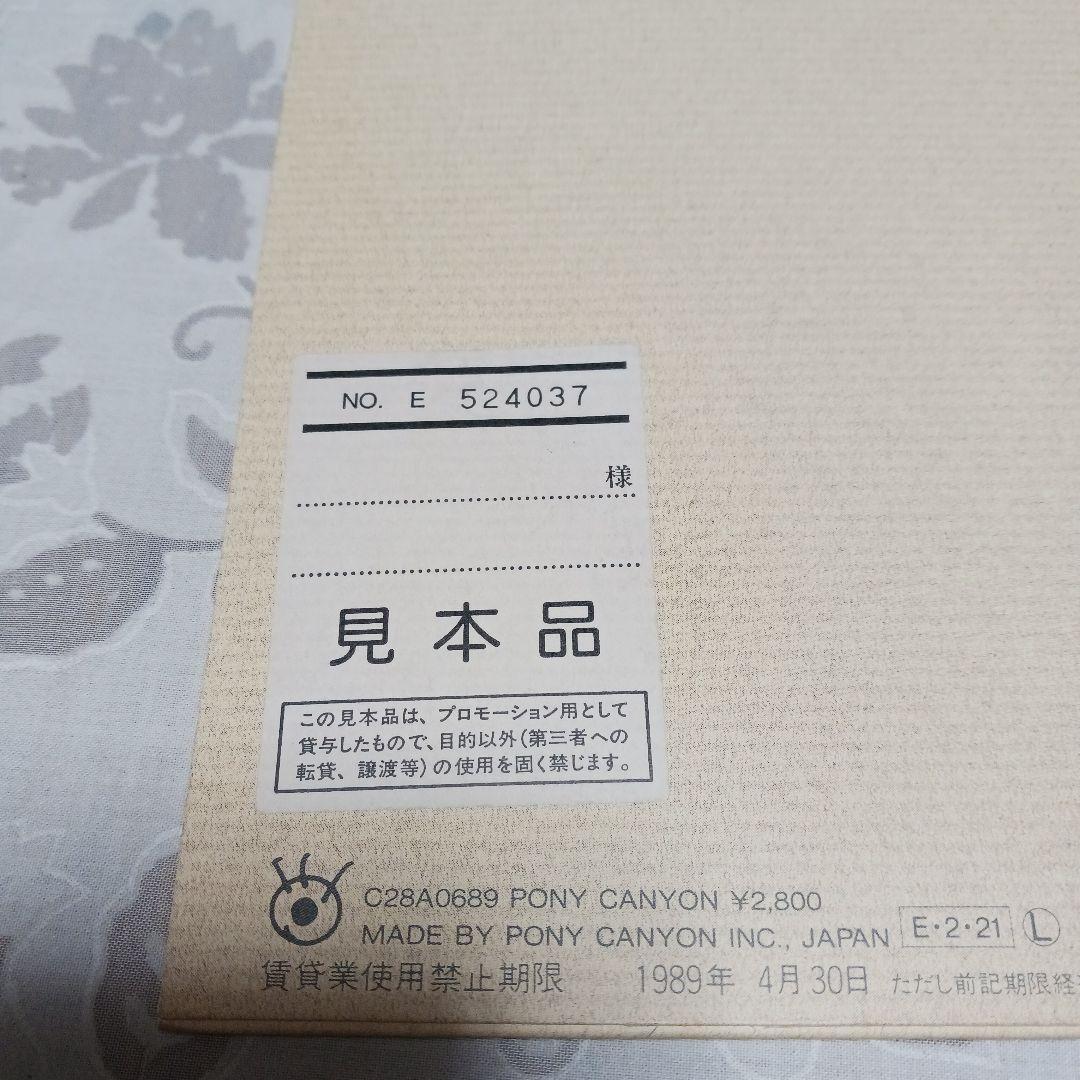 NO. E 524037
様
見本品
この見本品は、プロモーション用として
貸与したもので、目的以外(第三者への
転貸、譲渡等)の使用を固く禁じます。
C28A0689 PONY CANYON ¥2,800
MADE BY PONY CANYON INC., JAPAN E・2・21 L
賃貸業使用禁止期限 1989年 4月30日 ただし前記期限経